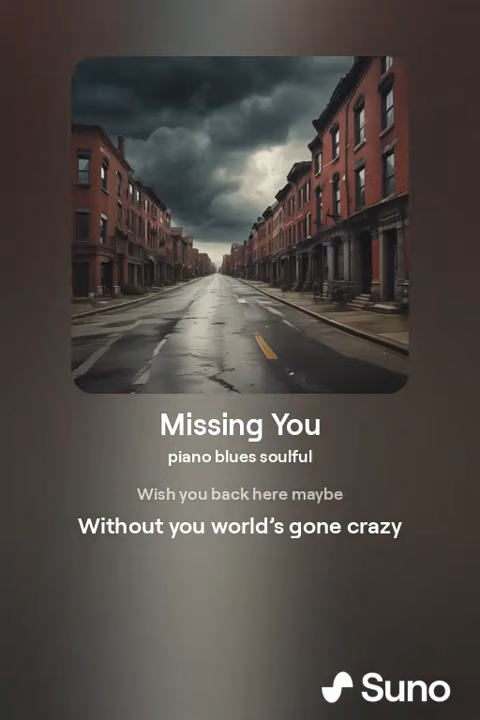 Missing You
piano blues soulful
Wish you back here maybe
Without you world's gone crazy
Suno